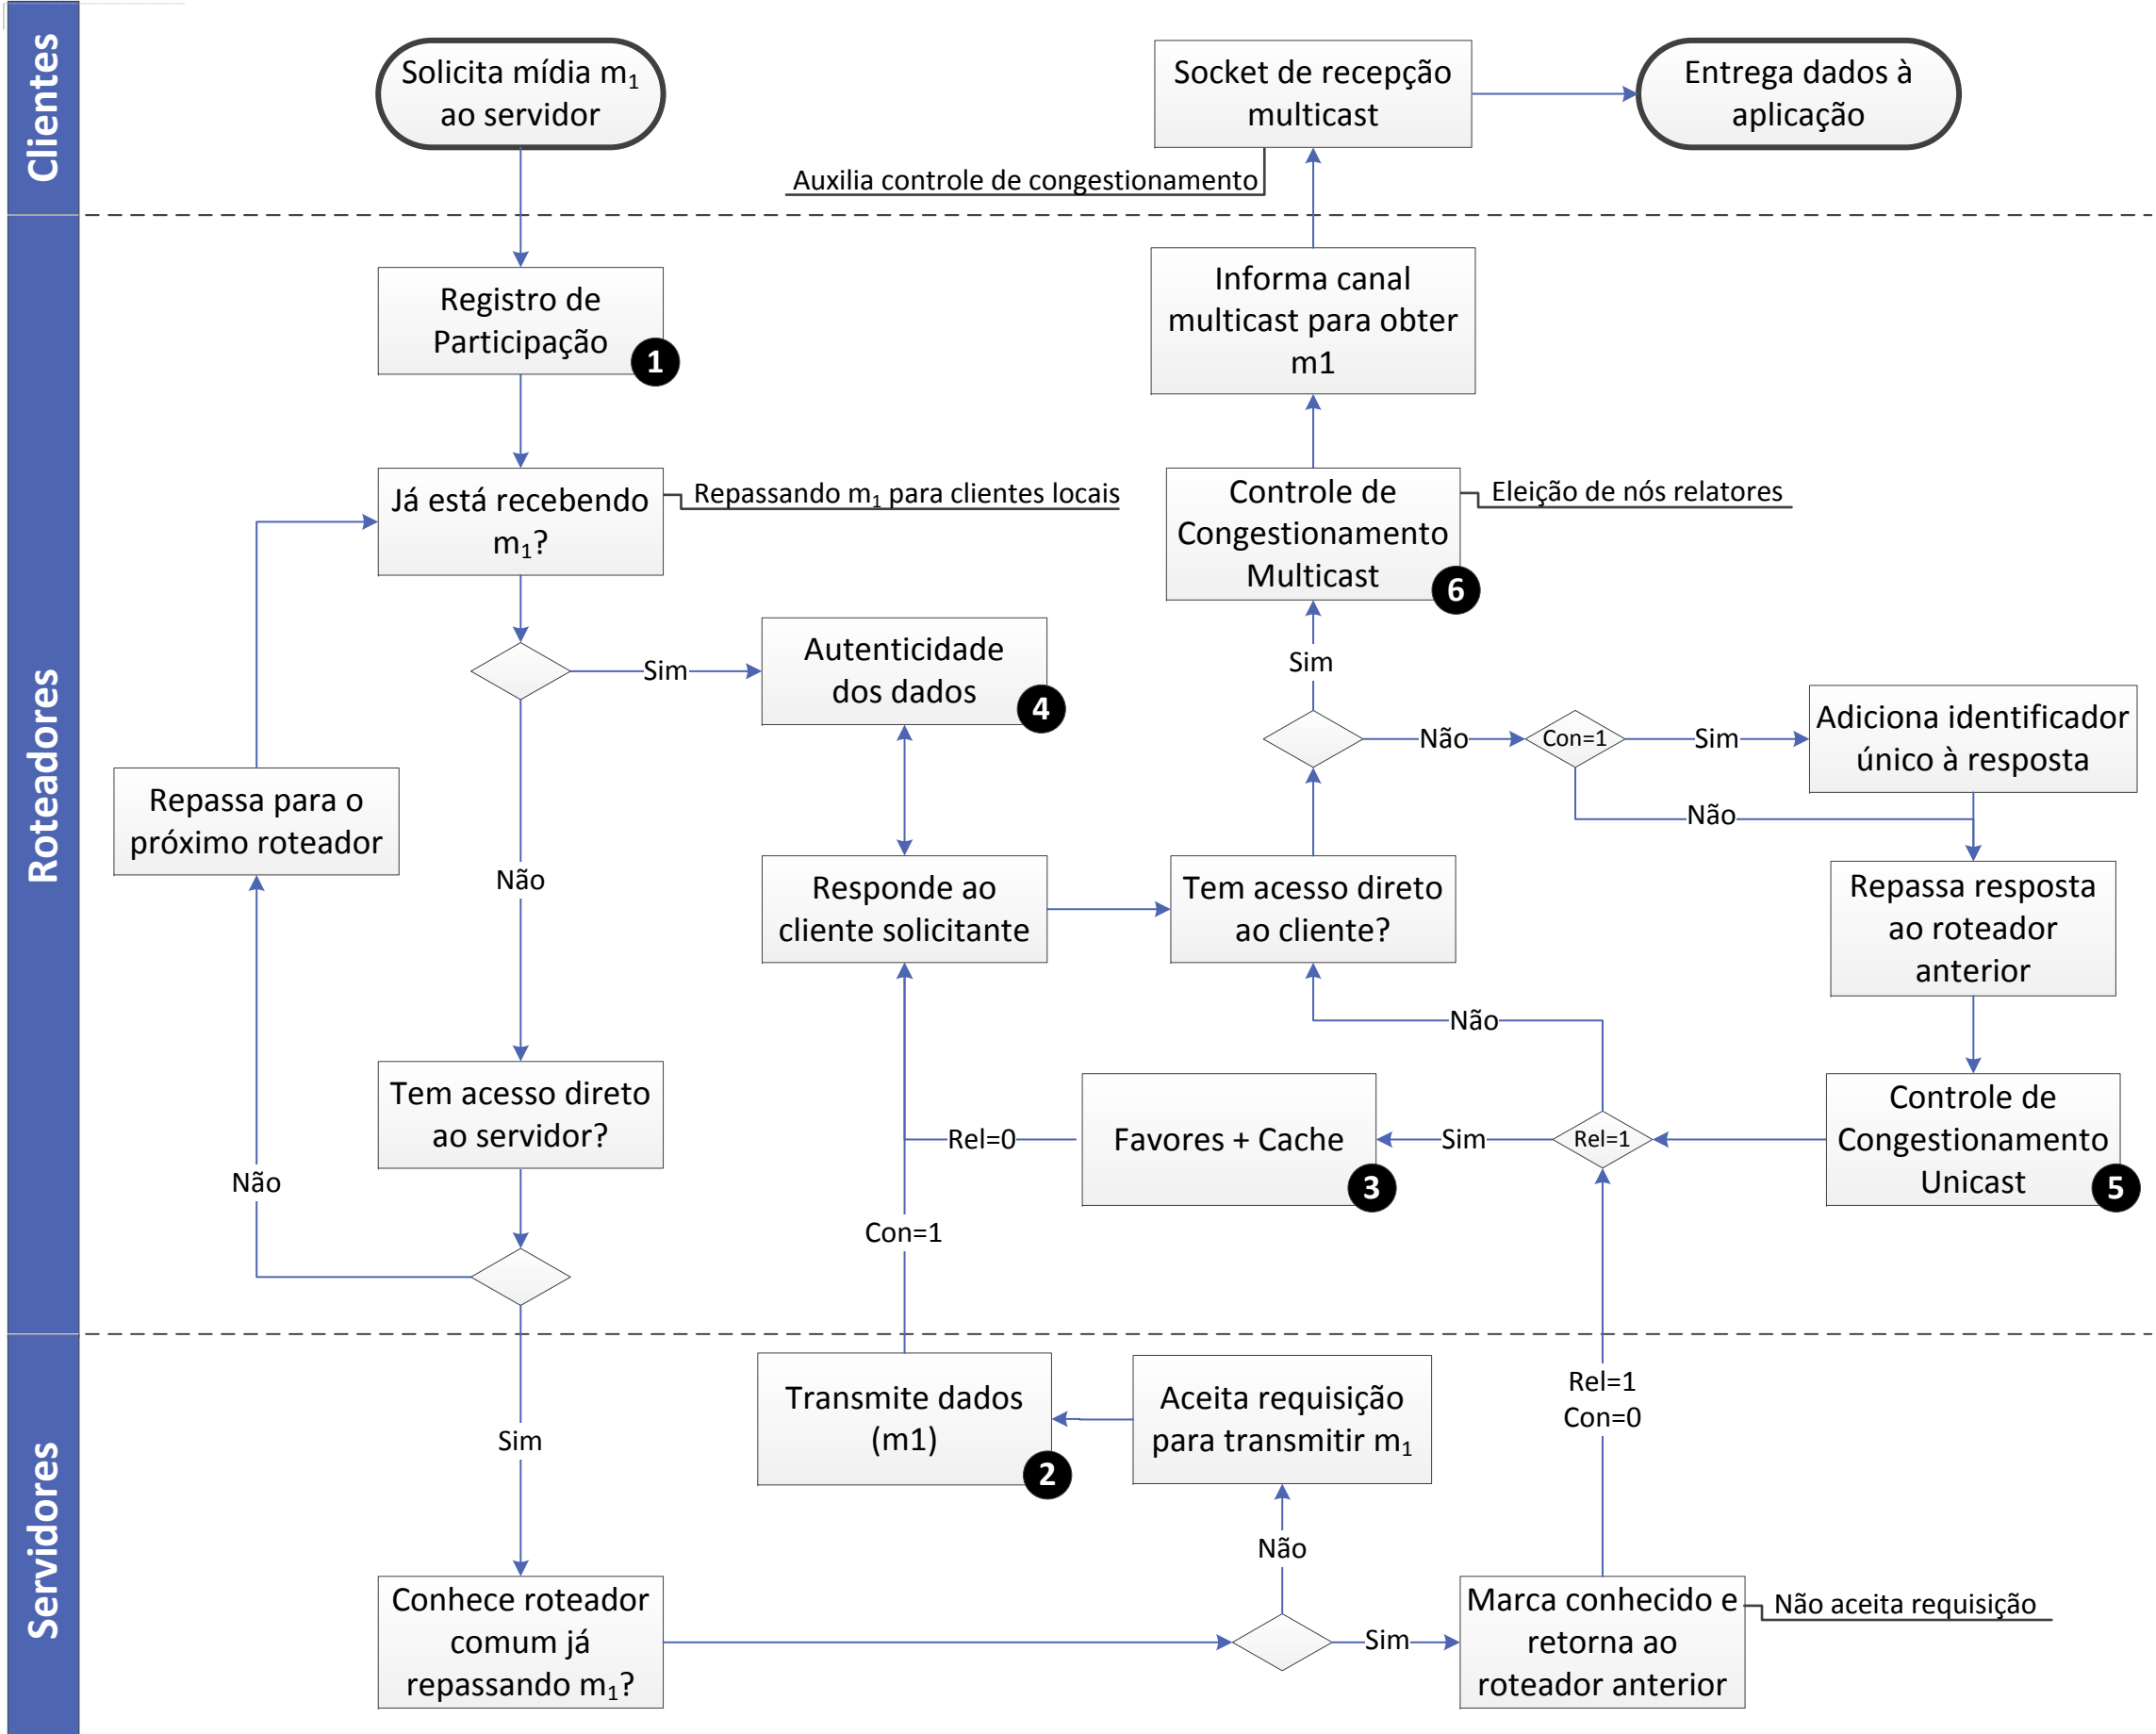 Clientes
Solicita mídia m₁
ao servidor
Socket de recepção
multicast
Entrega dados à
aplicação
Auxilia controle de congestionamento
Roteadores
Registro de
Participação
1
Informa canal
multicast para obter
m1
Já está recebendo
m₁?
Repassando m₁ para clientes locais
Controle de
Congestionamento
Multicast
6
Eleição de nós relatores
Sim
Autenticidade
dos dados
4
Sim
Não
Con=1
Sim
Adiciona identificador
único à resposta
Não
Repassa para o
próximo roteador
Não
Responde ao
cliente solicitante
Tem acesso direto
ao cliente?
Repassa resposta
ao roteador
anterior
Não
Tem acesso direto
ao servidor?
Rel=0
Favores + Cache
3
Sim
Rel=1
Controle de
Congestionamento
Unicast
5
Não
Con=1
Servidores
Sim
Transmite dados
(m1)
2
Aceita requisição
para transmitir m₁
Rel=1
Con=0
Não
Conhece roteador
comum já
repassando m₁?
Sim
Marca conhecido e
retorna ao
roteador anterior
Não aceita requisição